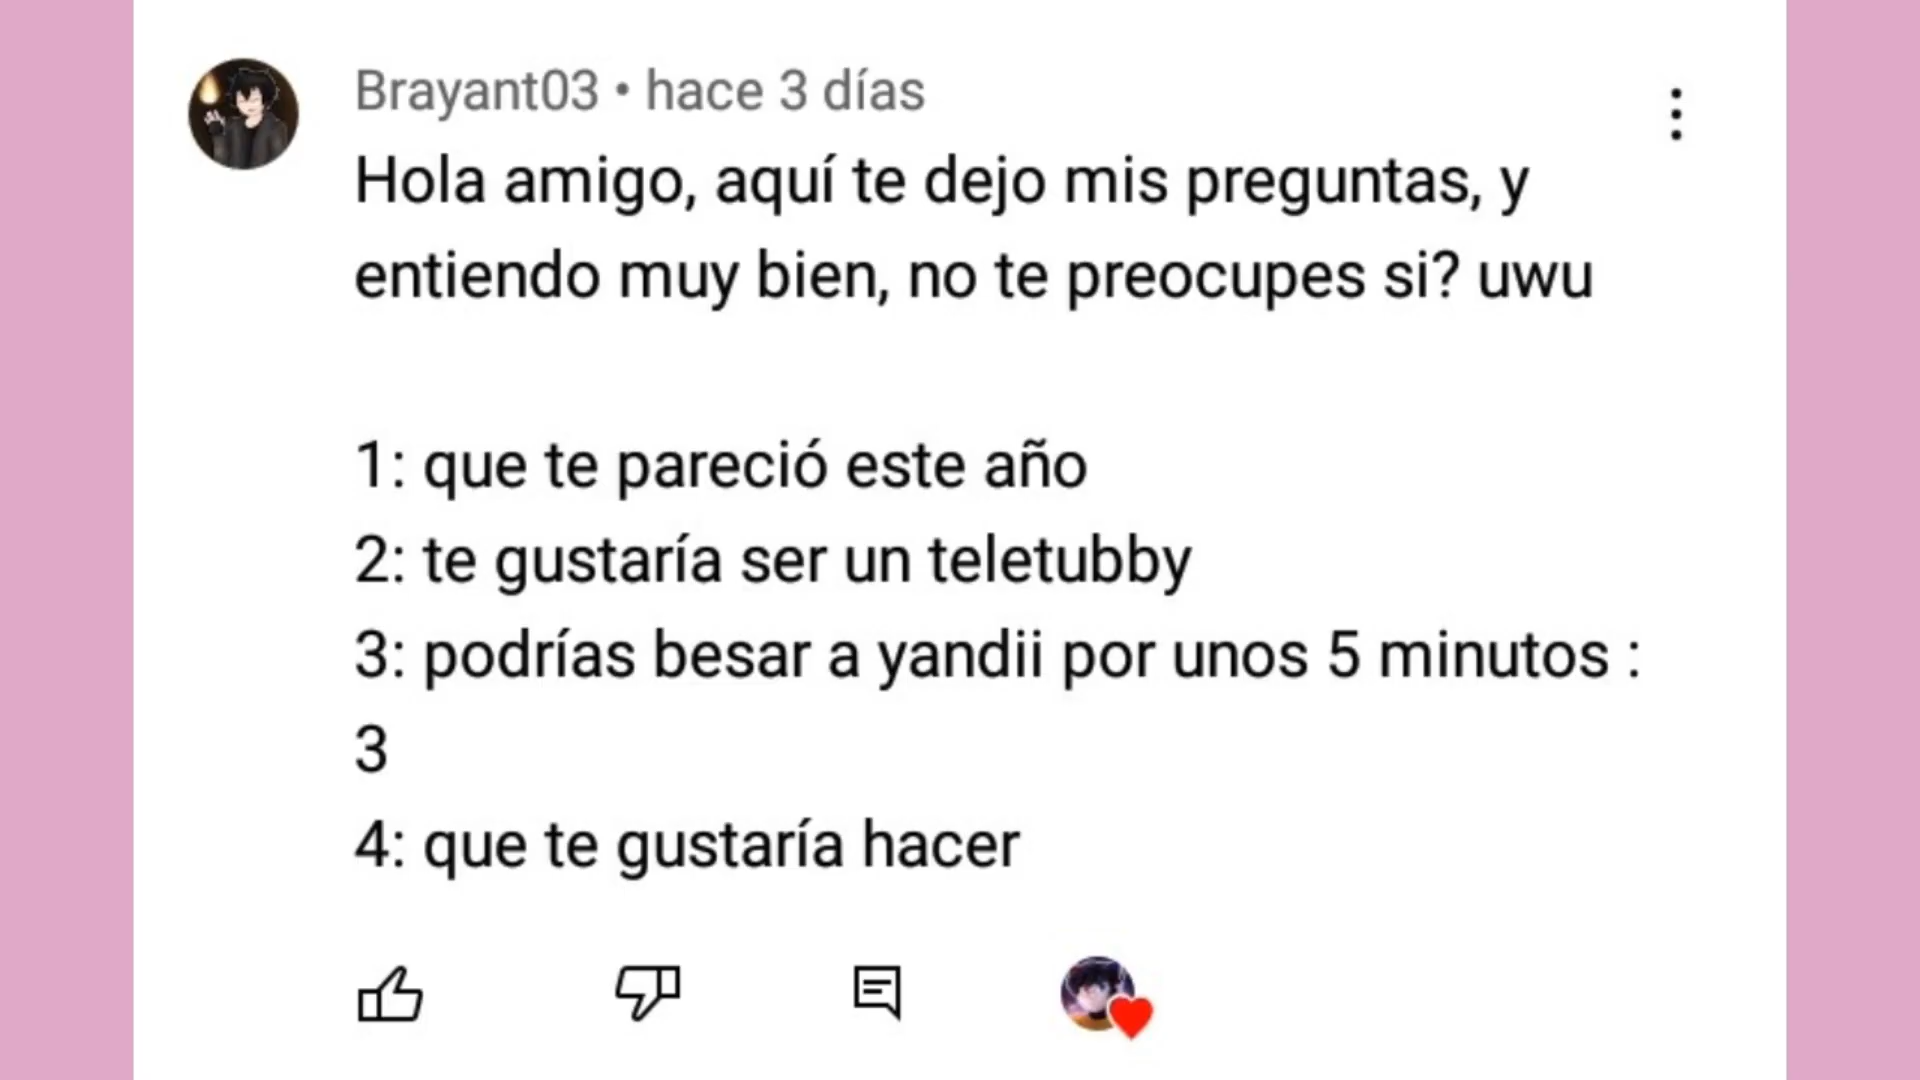 Brayant03 • hace 3 días
Hola amigo, aquí te dejo mis preguntas, y
entiendo muy bien, no te preocupes si? uwu
1: que te pareció este año
2: te gustaría ser un teletubby
3: podrías besar a yandii por unos 5 minutos :
3
4: que te gustaría hacer